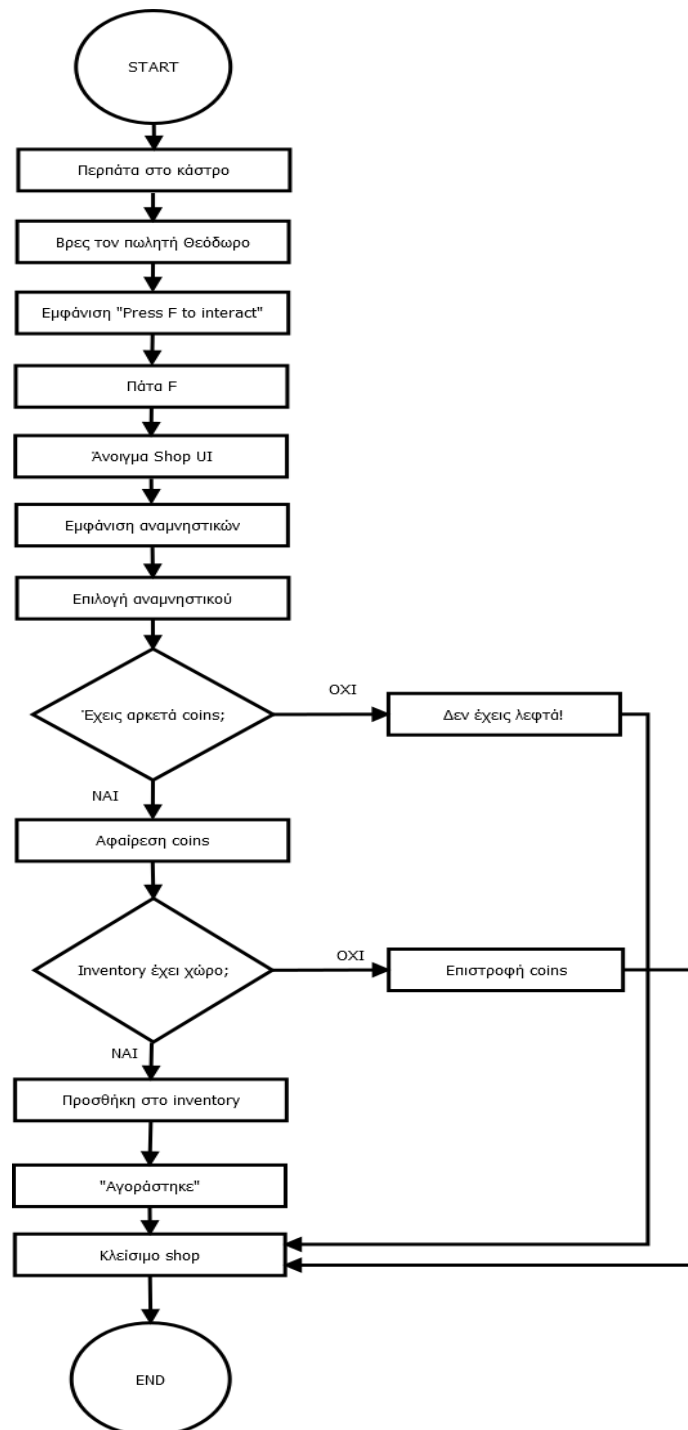 START
Περπάτα στο κάστρο
Βρες τον πωλητή Θεόδωρο
Εμφάνιση "Press F to interact"
Πάτα F
Άνοιγμα Shop UI
Εμφάνιση αναμνηστικών
Επιλογή αναμνηστικού
Έχεις αρκετά coins;
ΟΧΙ
Δεν έχεις λεφτά!
ΝΑΙ
Αφαίρεση coins
Inventory έχει χώρο;
ΟΧΙ
Επιστροφή coins
ΝΑΙ
Προσθήκη στο inventory
"Αγοράστηκε"
Κλείσιμο shop
END